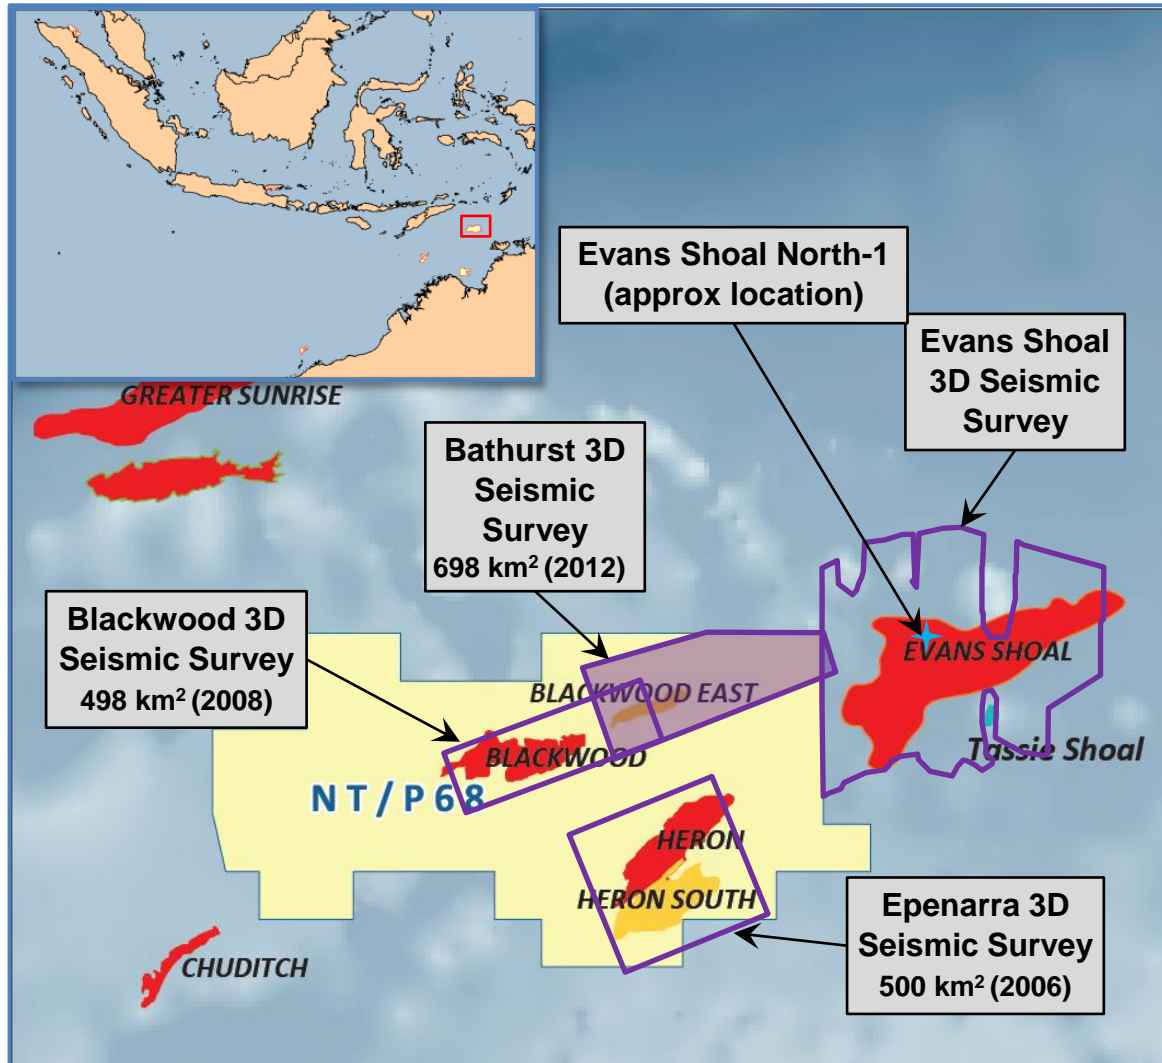 Evans Shoal North-1
(approx location)
Evans Shoal
3D Seismic
Survey
GREATER SUNRISE
Bathurst 3D
Seismic
Survey
698 km² (2012)
Blackwood 3D
Seismic Survey
498 km² (2008)
EVANS SHOAL
BLACKWOOD EAST
Tassie Shoal
BLACKWOOD
NT/P68
HERON
HERON SOUTH
Epenarra 3D
Seismic Survey
500 km² (2006)
CHUDITCH